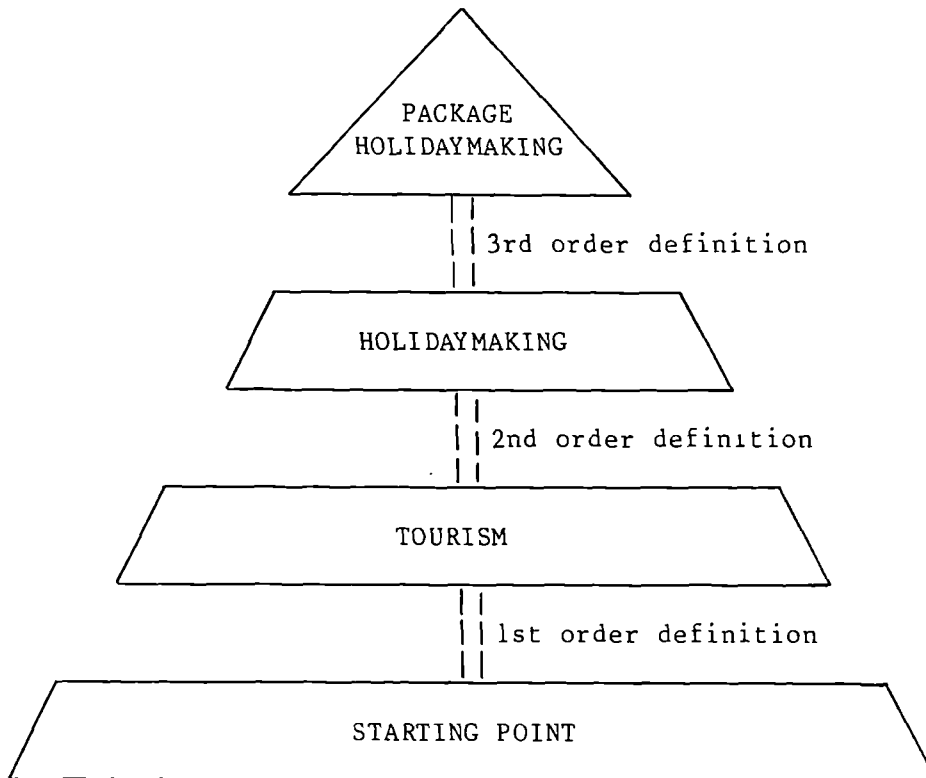 PACKAGE
HOLIDAYMAKING
3rd order definition
HOLIDAYMAKING
2nd order definition
TOURISM
1st order definition
STARTING POINT